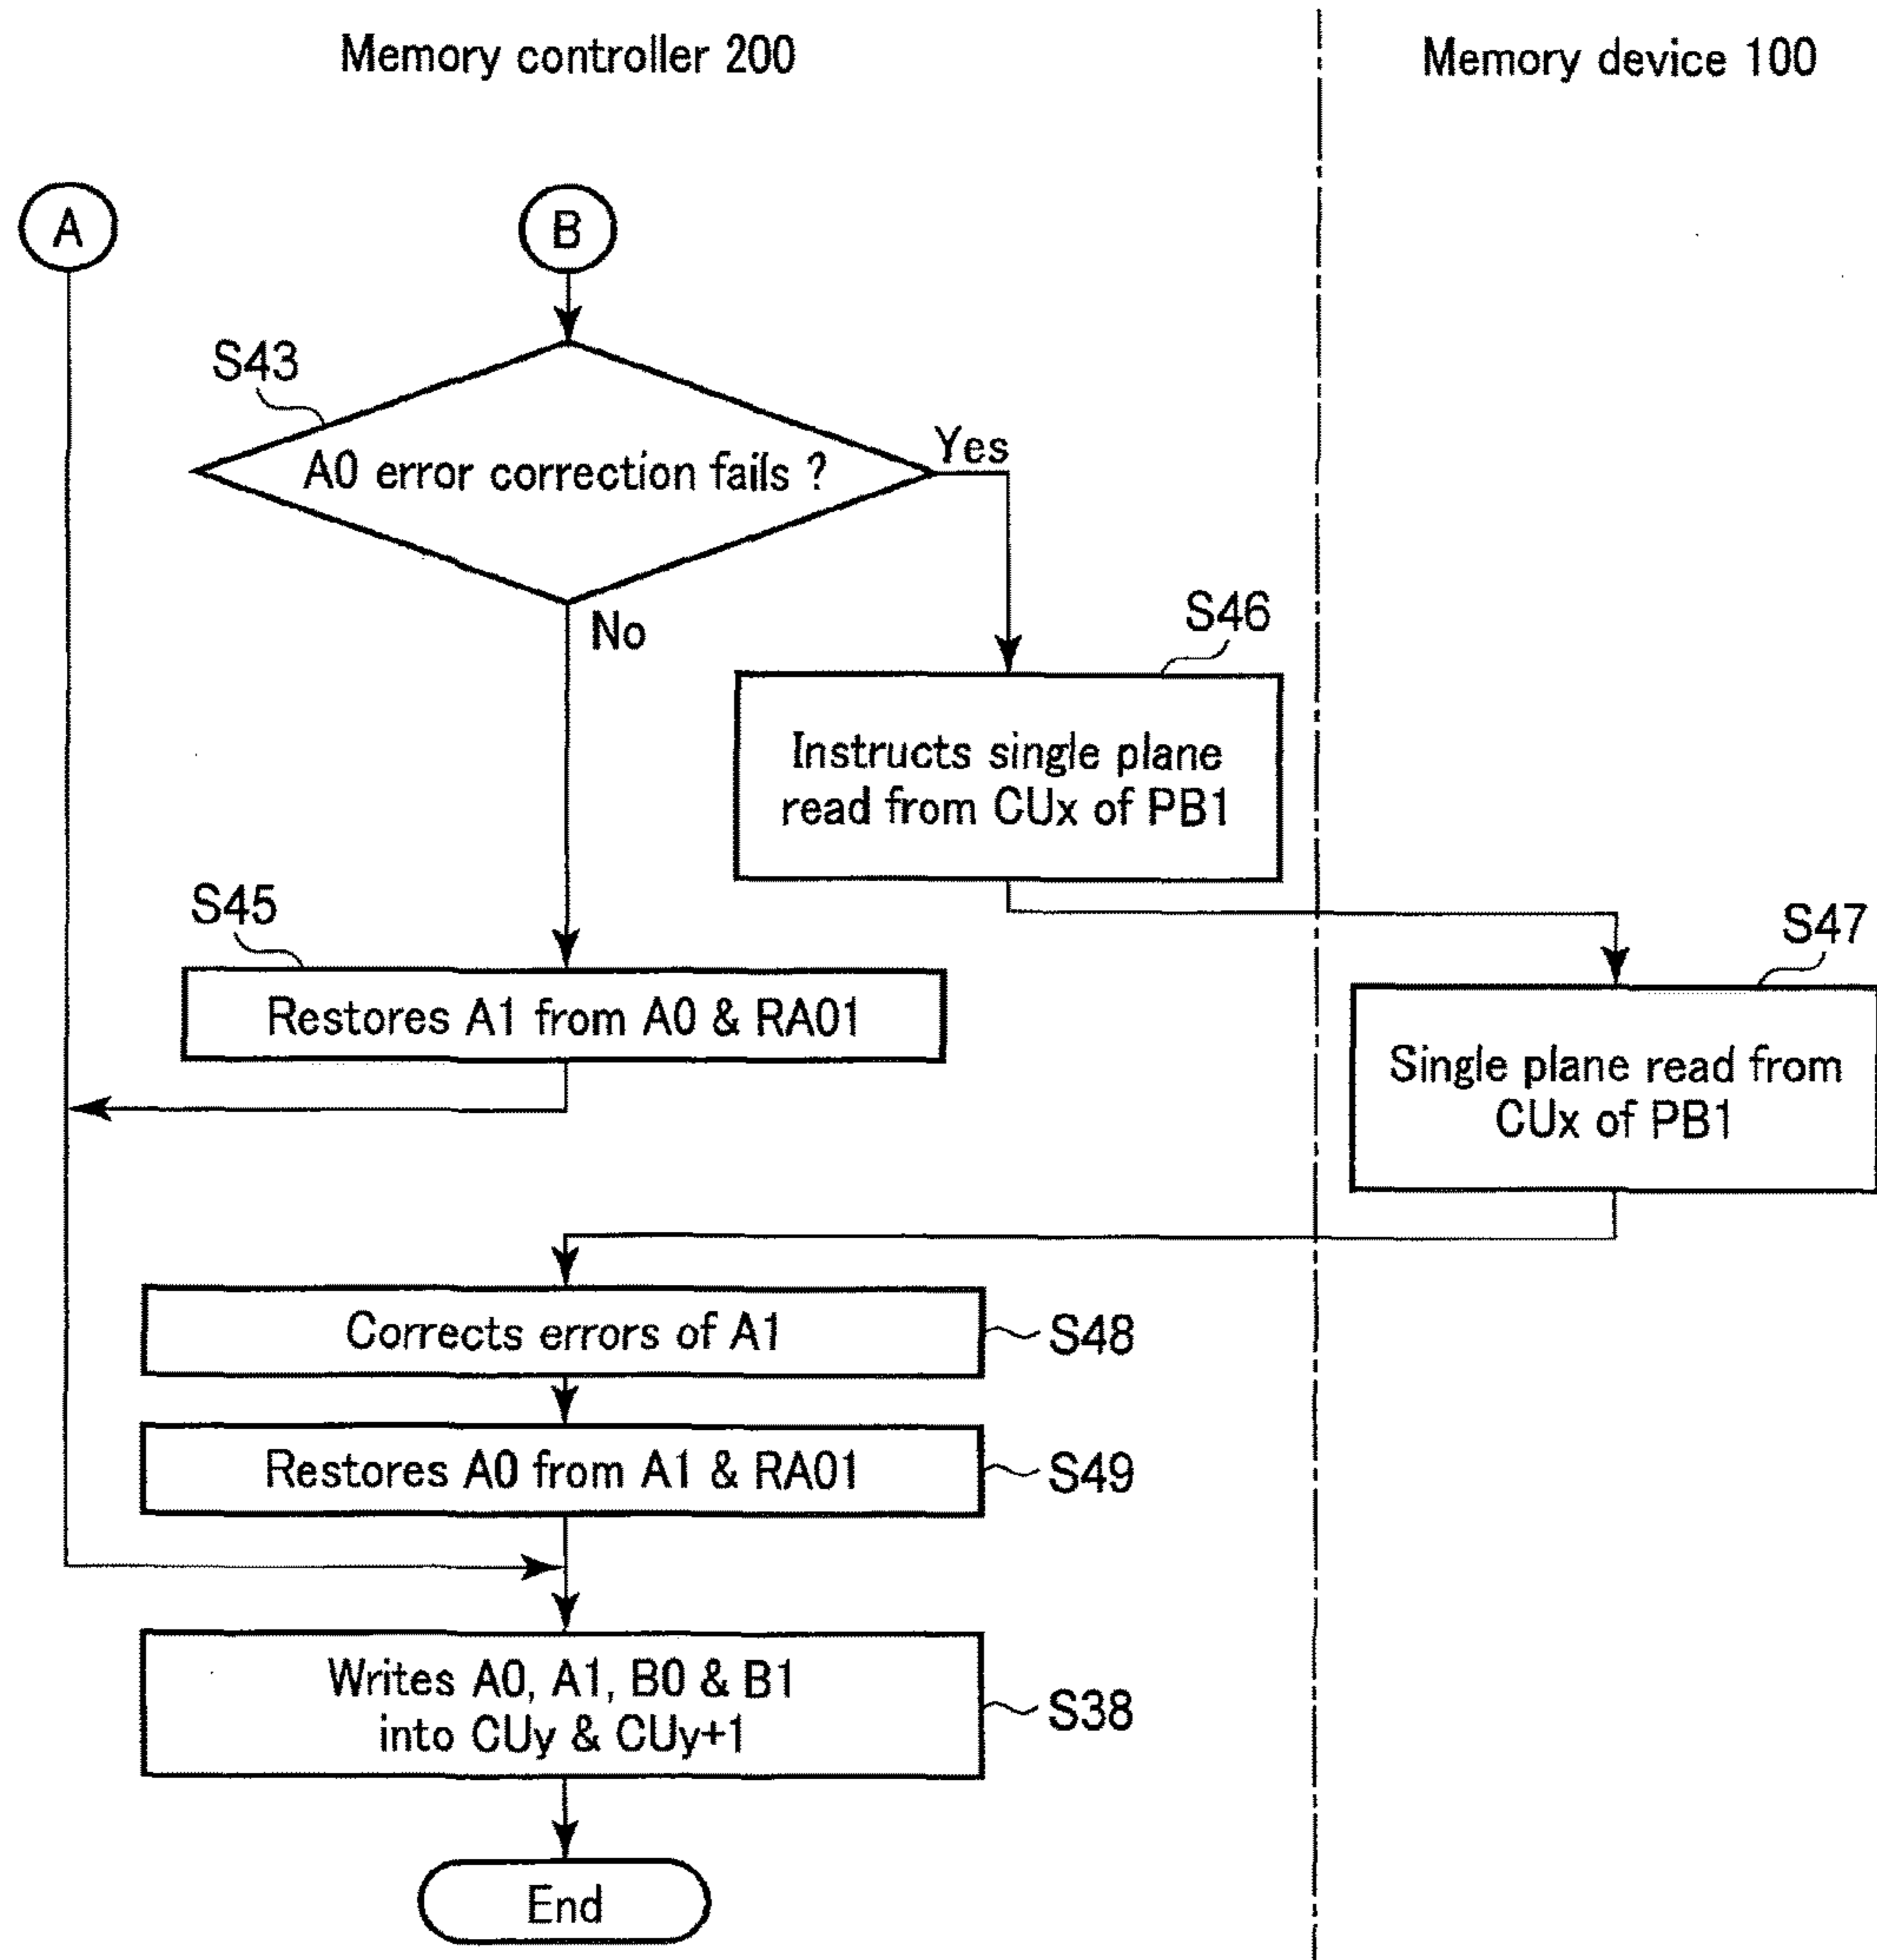 Memory controller 200
Memory device 100
A
B
S43
A0 error correction fails ?
Yes
No
S46
Instructs single plane
read from CUx of PB1
S45
Restores A1 from A0 & RA01
S47
Single plane read from
CUx of PB1
Corrects errors of A1
S48
Restores A0 from A1 & RA01
S49
Writes A0, A1, B0 & B1
into CUy & CUy+1
S38
End